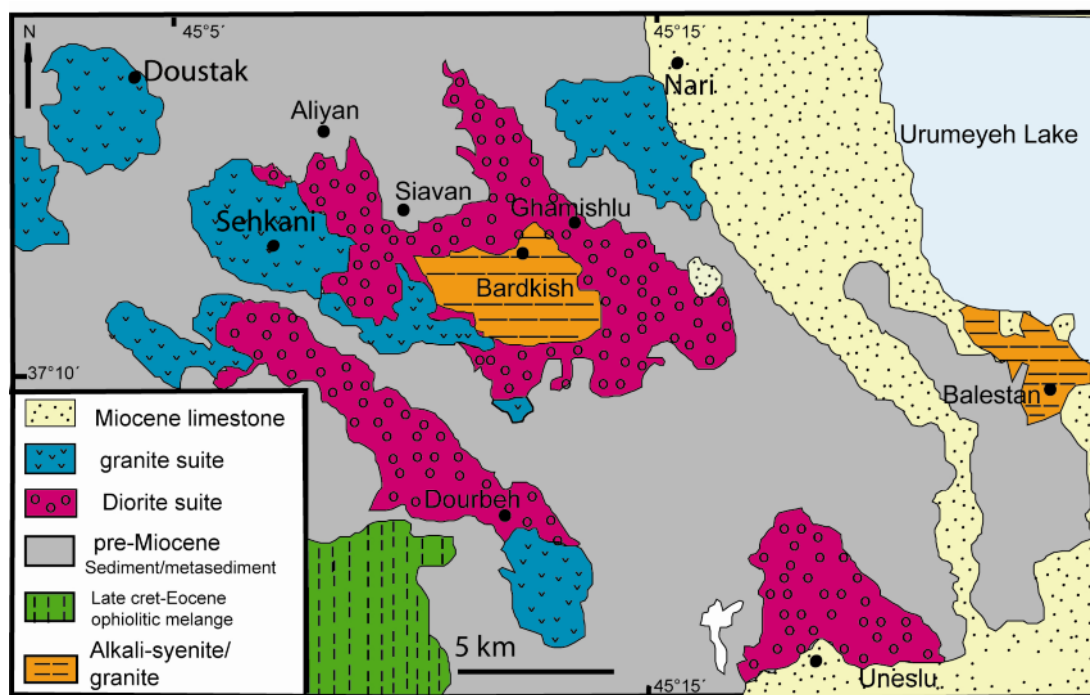 45°5´
45°15´
N
Doustak
Nari
Aliyan
Urumeyeh Lake
Siavan
Ghamishlu
Sehkani
Bardkish
37°10´
Balestan
Miocene limestone
granite suite
Diorite suite
Dourbeh
pre-Miocene
Sediment/metasediment
Late cret-Eocene
ophiolitic melange
Alkali-syenite/
granite
5 km
Uneslu
45°15´